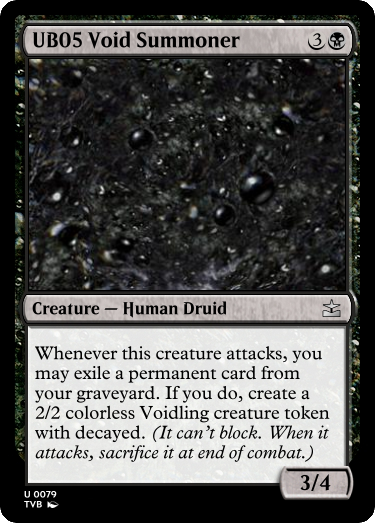 UB05 Void Summoner 3
Creature — Human Druid
Whenever this creature attacks, you
may exile a permanent card from
your graveyard. If you do, create a
2/2 colorless Voidling creature token
with decayed. (It can't block. When it
attacks, sacrifice it at end of combat.)
3/4
U 0079
TVB